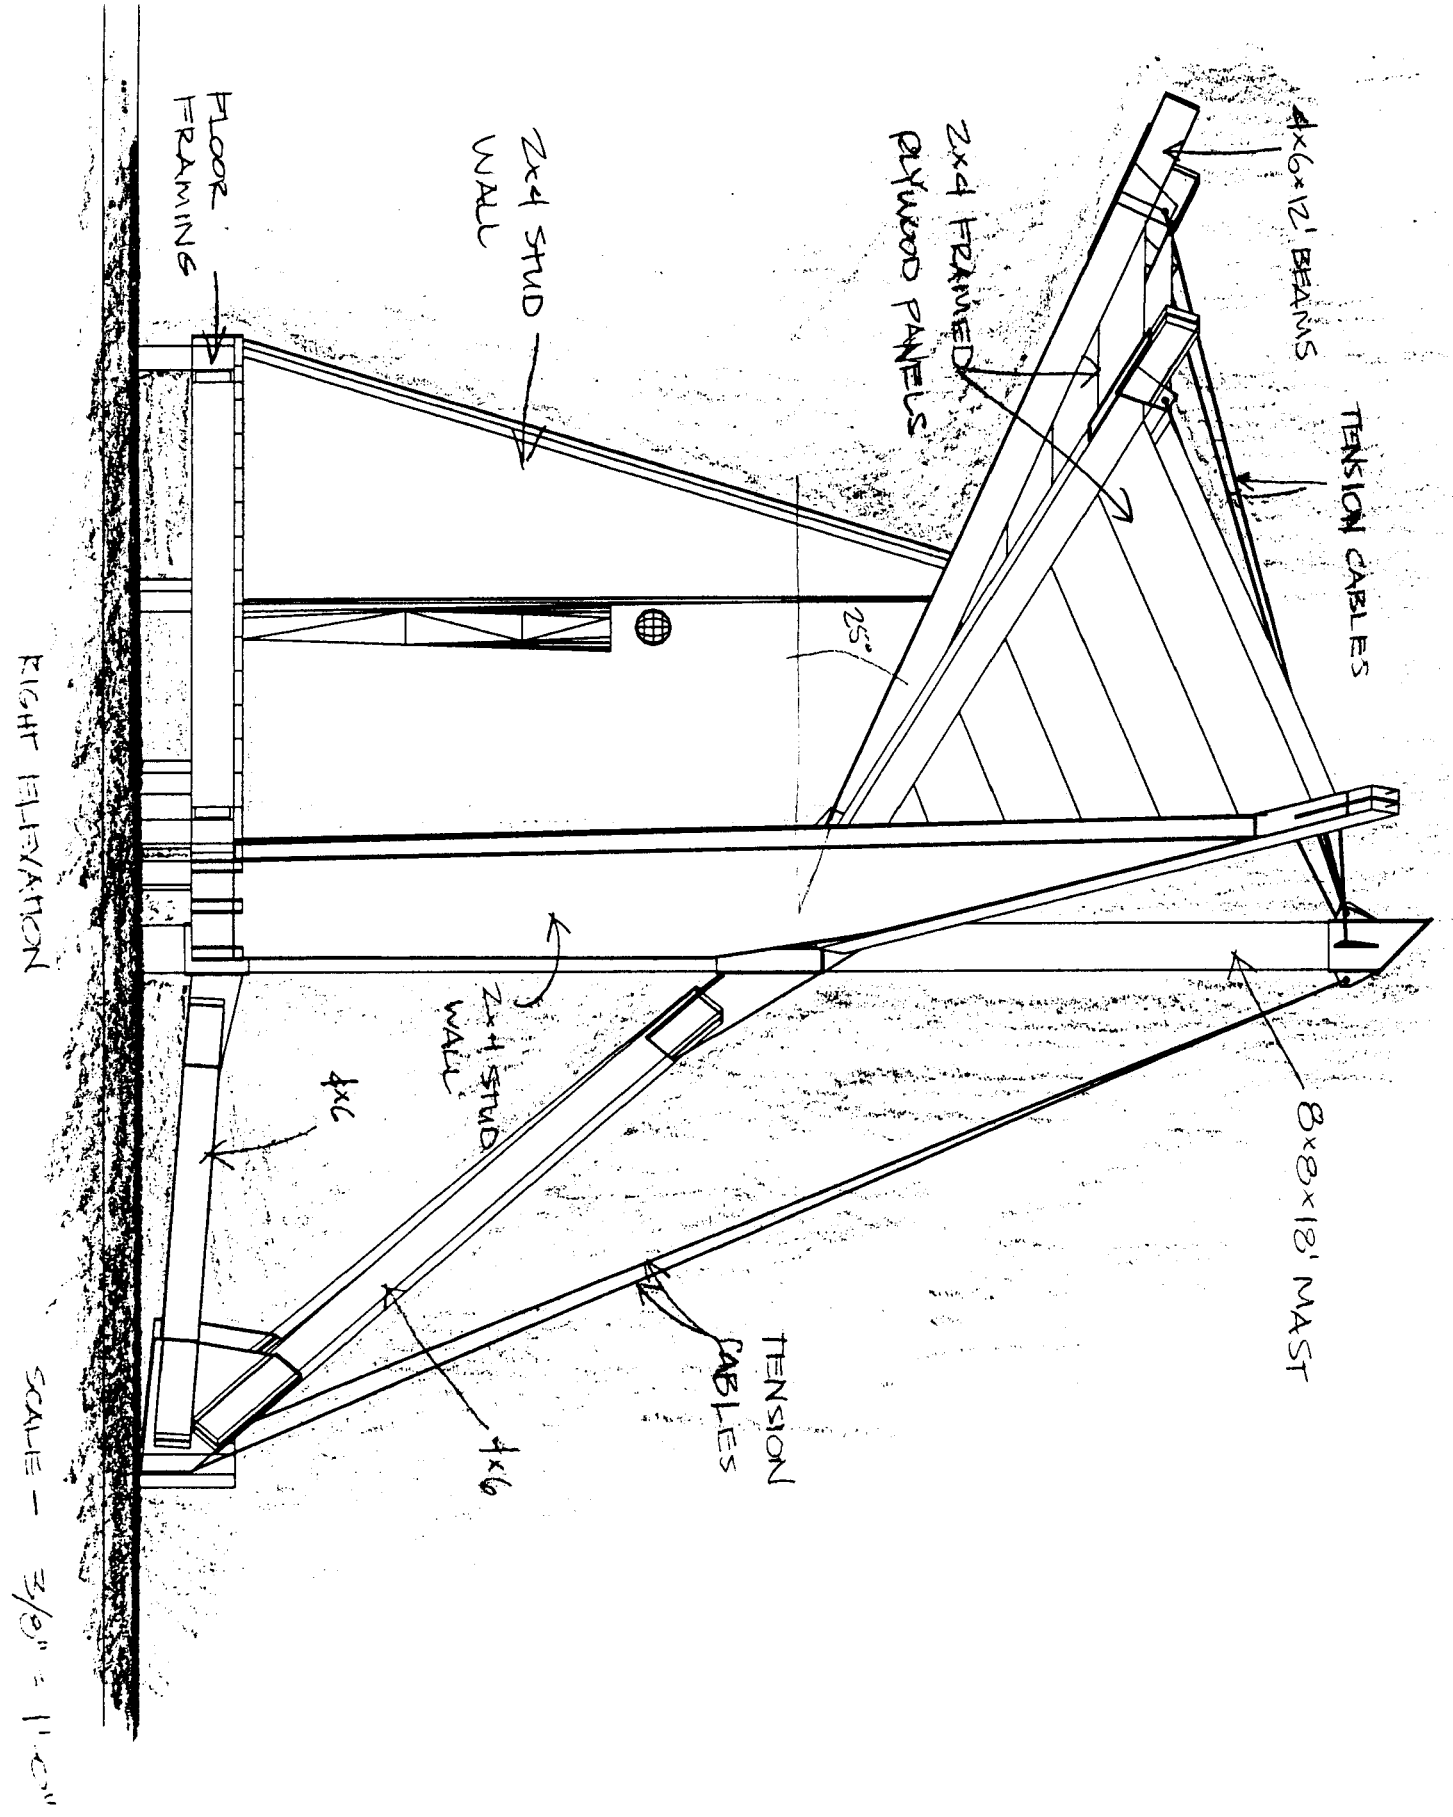 4x6x12' BEAMS
TENSION CABLES
8x8x18' MAST
2x4 FRAMED
PLYWOOD PANELS
25°
TENSION
CABLES
2x4 STUD
WALL
2x4 STUD
WALL
4x6
4x6
FLOOR
FRAMING
RIGHT ELEVATION
SCALE - 3/8" = 1'-0"